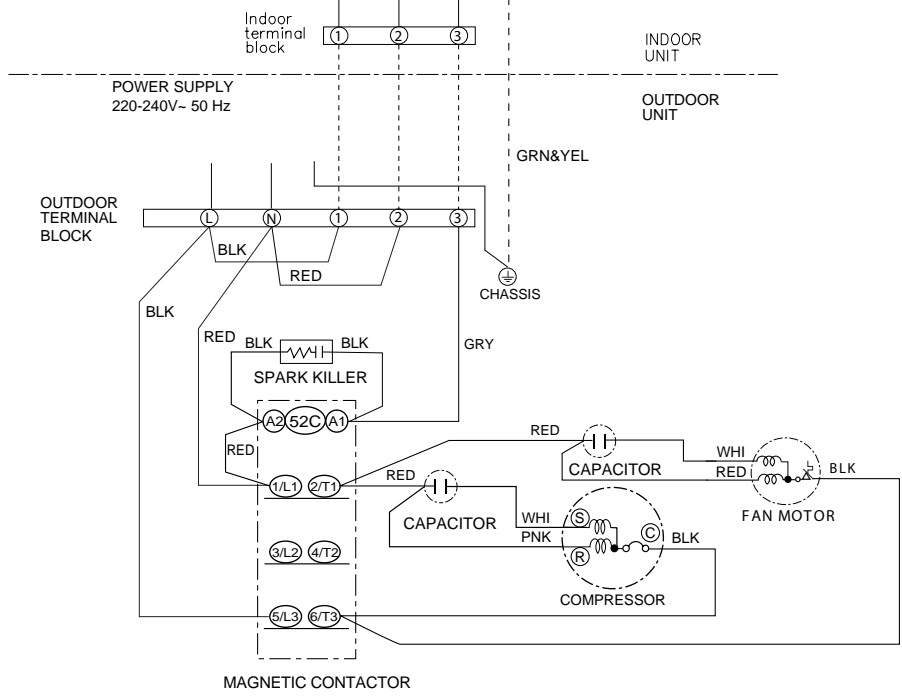 Indoor
terminal
block
1 2 3
INDOOR
UNIT
POWER SUPPLY
220-240V~ 50 Hz
OUTDOOR
UNIT
GRN&YEL
OUTDOOR
TERMINAL
BLOCK
L N 1 2 3
BLK
RED
CHASSIS
BLK
RED
BLK
BLK
GRY
SPARK KILLER
A2 52C A1
RED
RED
CAPACITOR
WHI
RED
BLK
FAN MOTOR
1/L1 2/T1
RED
CAPACITOR
WHI
PNK
S
R
C
BLK
COMPRESSOR
3/L2 4/T2
5/L3 6/T3
MAGNETIC CONTACTOR